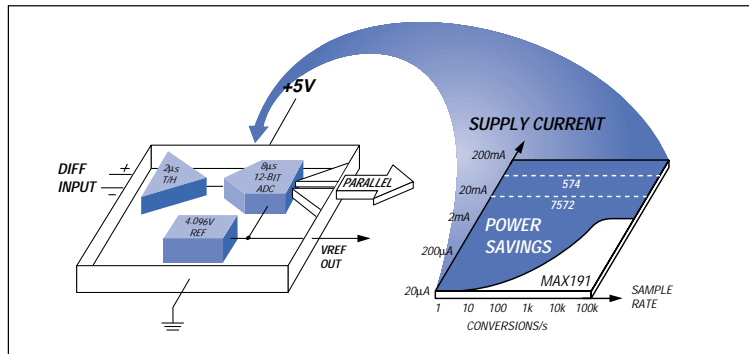 +5V
DIFF
INPUT
+
–
2µs
T/H
8µs
12-BIT
ADC
PARALLEL
4.096V
REF
VREF
OUT
SUPPLY CURRENT
200mA
20mA
2mA
200µA
20µA
574
7572
POWER
SAVINGS
MAX191
SAMPLE
RATE
1 10 100 1k 10k 100k
CONVERSIONS/s